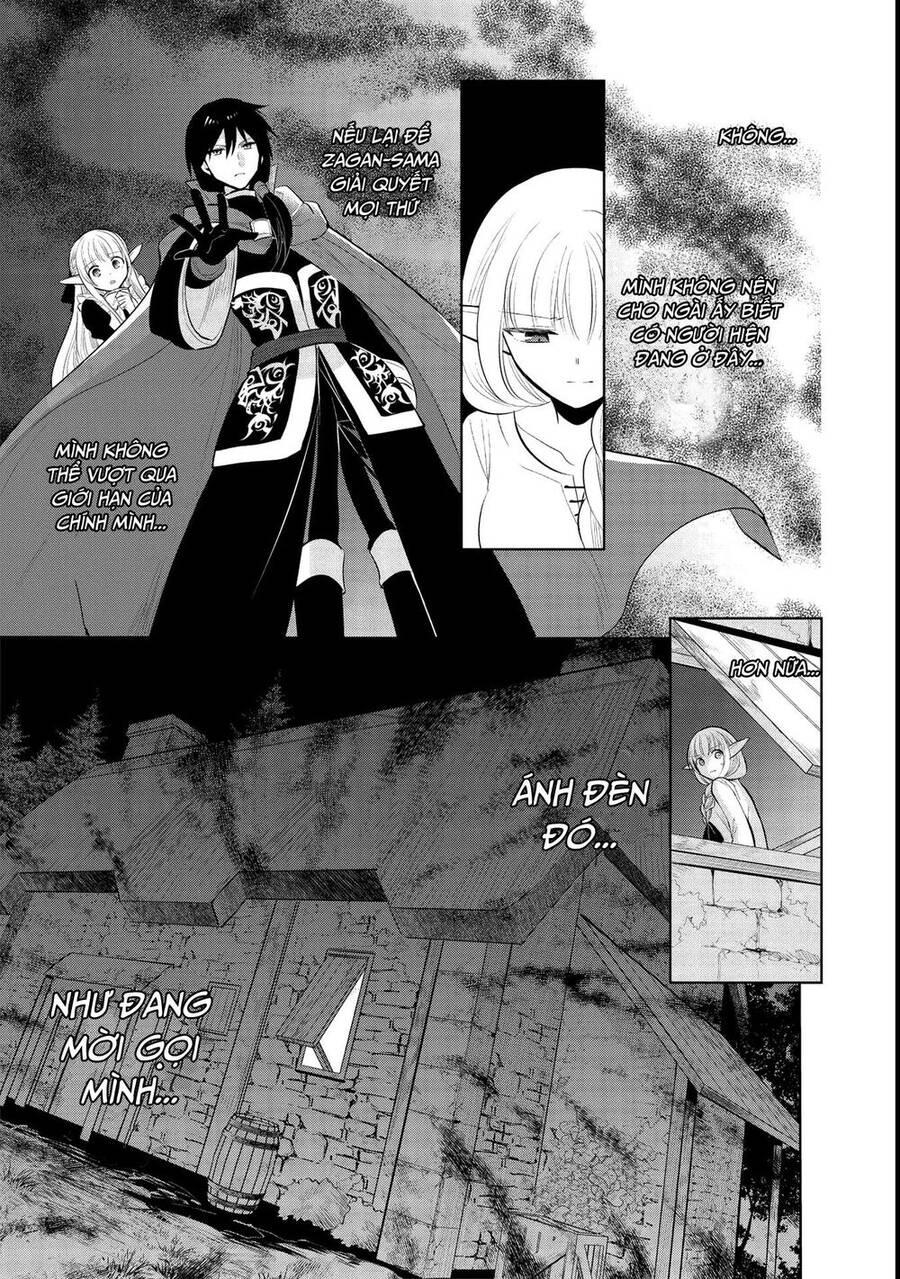 KHÔNG...
MÌNH KHÔNG NÊN
CHO NGÀI ẤY BIẾT
CÓ NGƯỜI HIỆN
ĐANG Ở ĐÂY...
NẾU LẠI ĐỂ
ZAGAN-SAMA
GIẢI QUYẾT
MỌI THỨ
MÌNH KHÔNG
THỂ VƯỢT QUA
GIỚI HẠN CỦA
CHÍNH MÌNH...
HƠN NỮA...
ÁNH ĐÈN
ĐÓ...
NHƯ ĐANG
MỜI GỌI
MÌNH...